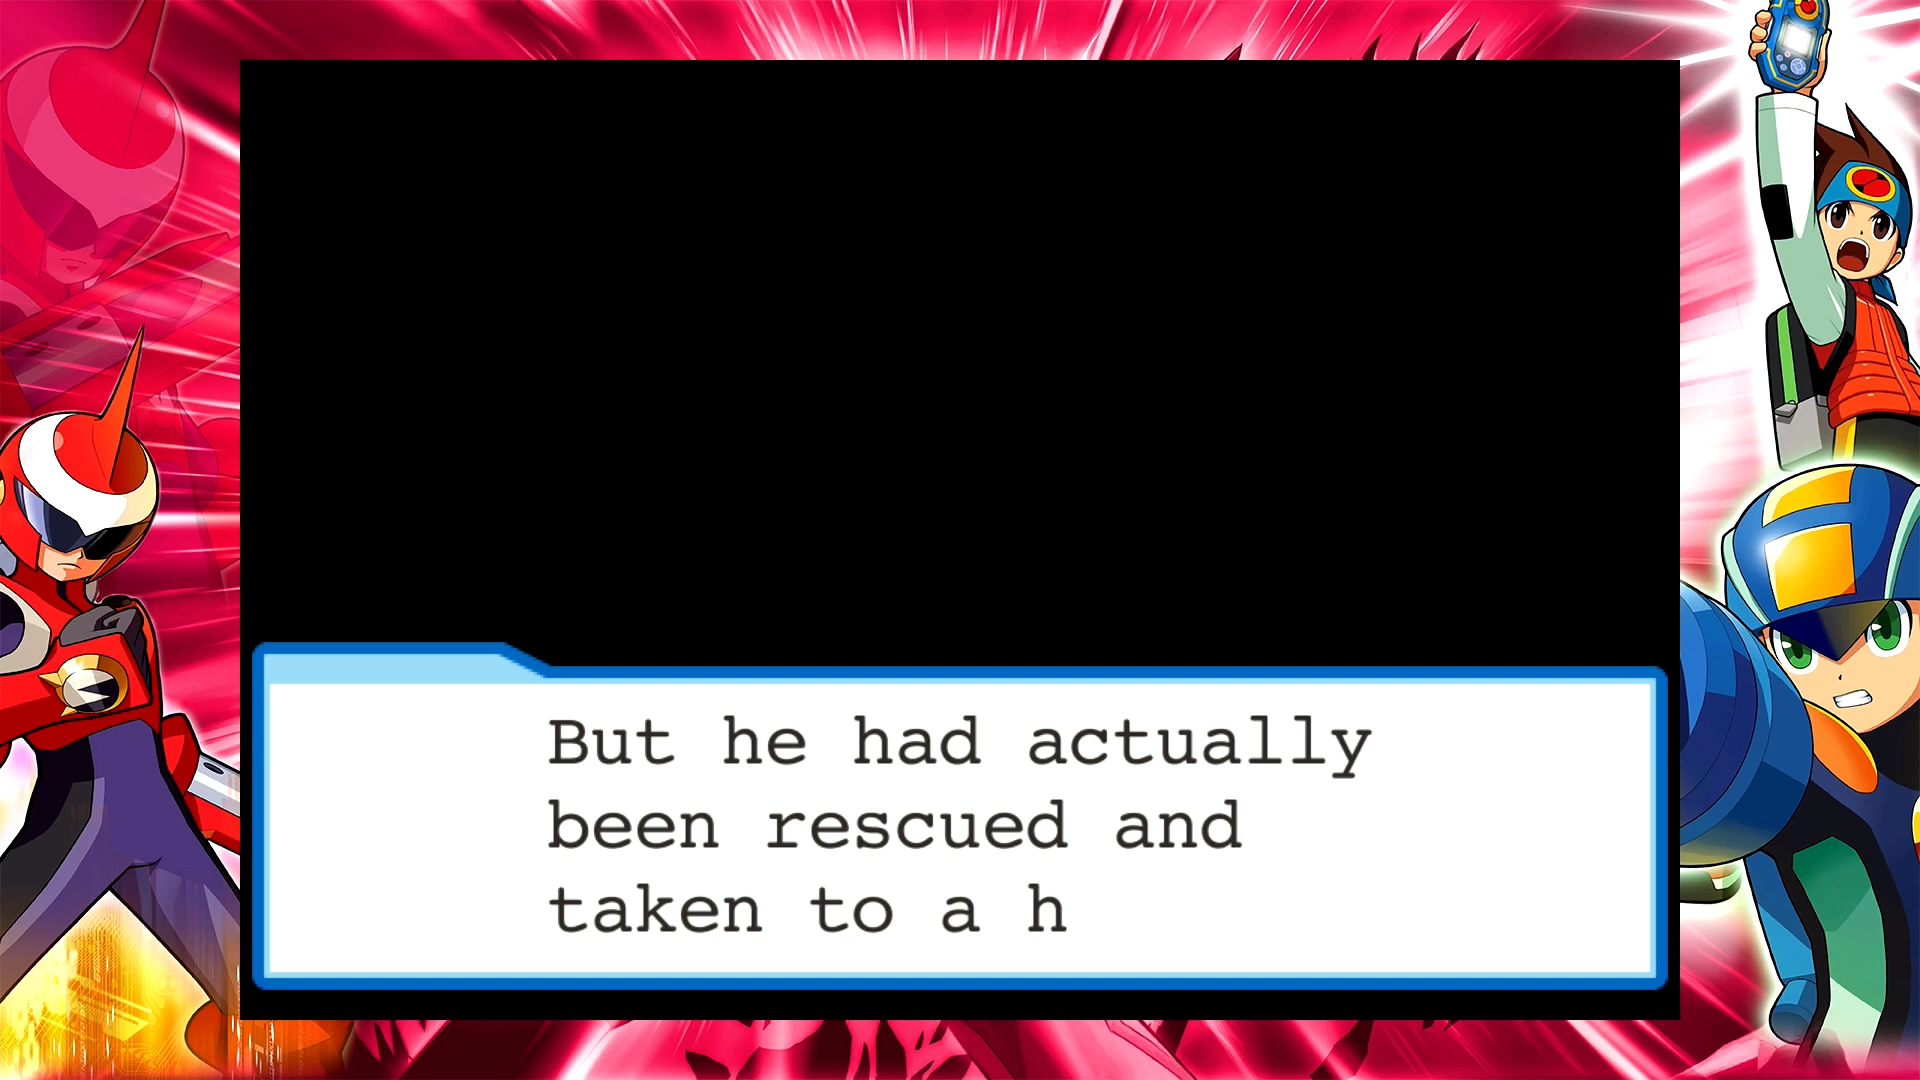 But he had actually
been rescued and
taken to a h